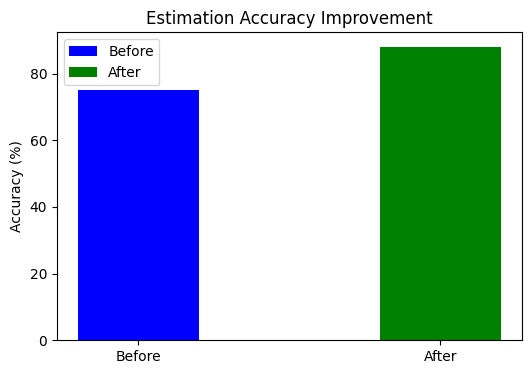 Estimation Accuracy Improvement
Before
After
Accuracy (%)
80
60
40
20
0
Before
After